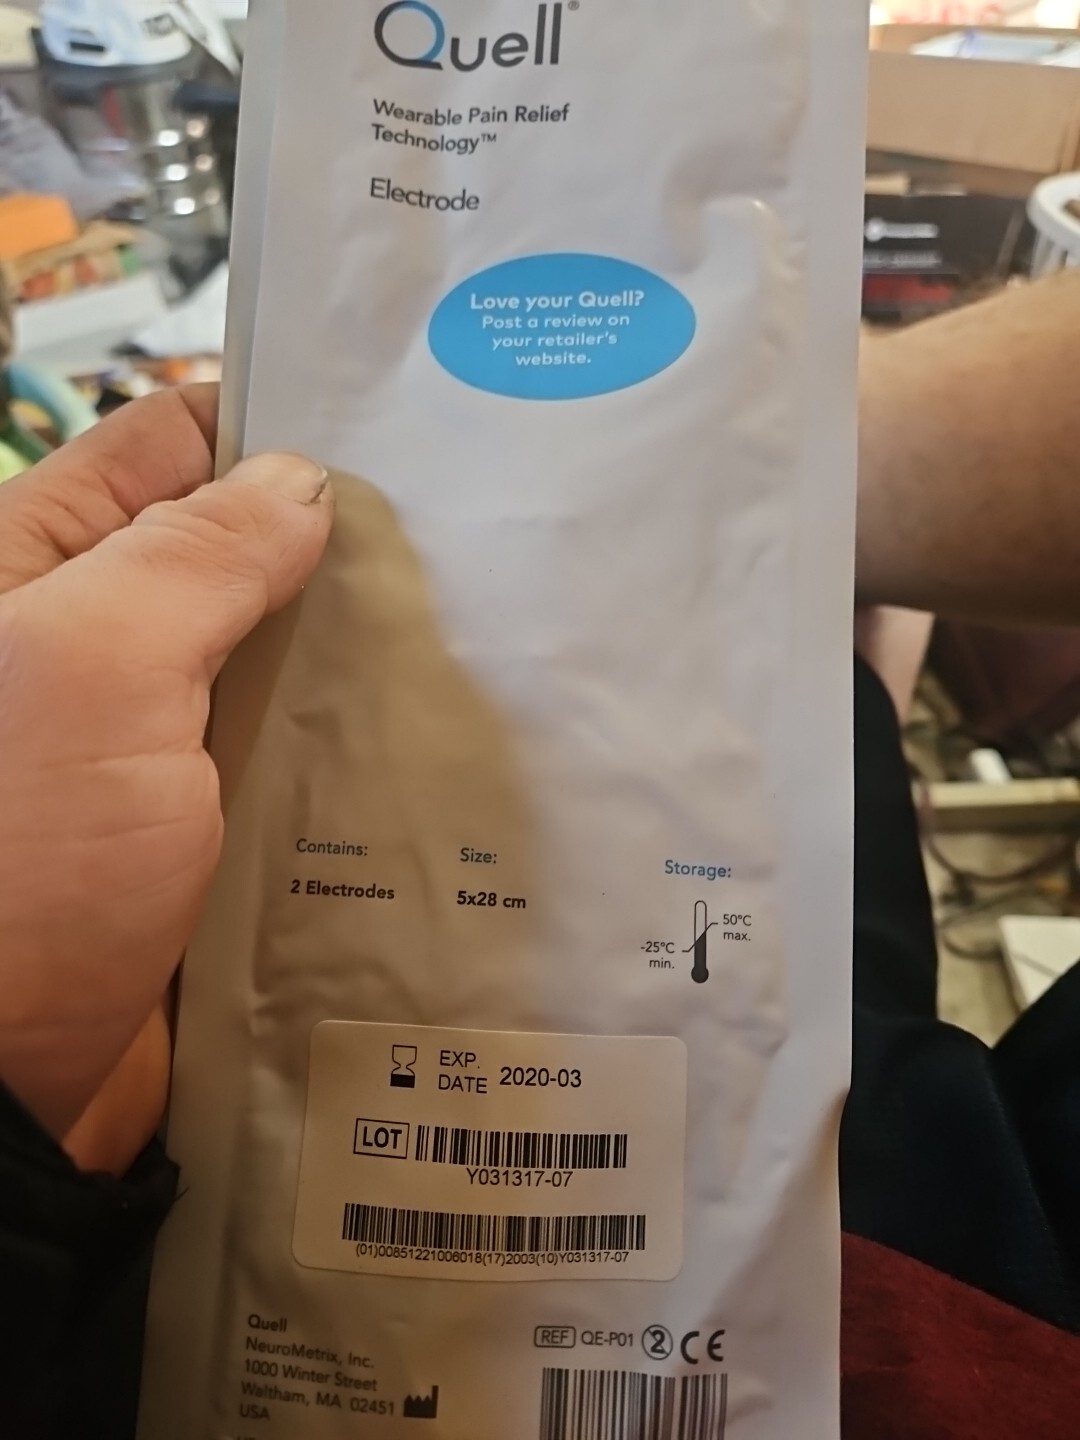 Quell®
Wearable Pain Relief
Technology™
Electrode
Love your Quell?
Post a review on
your retailer's
website.
Contains:
2 Electrodes
Size:
5x28 cm
Storage:
50°C
max.
-25°C
min.
EXP.
DATE 2020-03
LOT
Y031317-07
(01)00851221006018(17)2003(10)Y031317-07
Quell
NeuroMetrix, Inc.
1000 Winter Street
Waltham, MA 02451
USA
REF QE-P01 2 CE